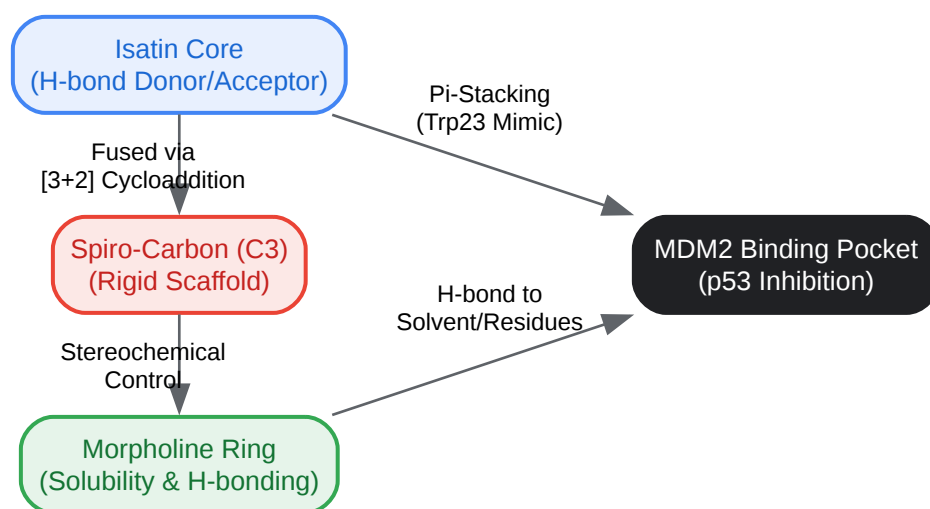 Isatin Core
(H-bond Donor/Acceptor)
Pi-Stacking
(Trp23 Mimic)
Fused via
[3+2] Cycloaddition
Spiro-Carbon (C3)
(Rigid Scaffold)
MDM2 Binding Pocket
(p53 Inhibition)
H-bond to
Solvent/Residues
Stereochemical
Control
Morpholine Ring
(Solubility & H-bonding)